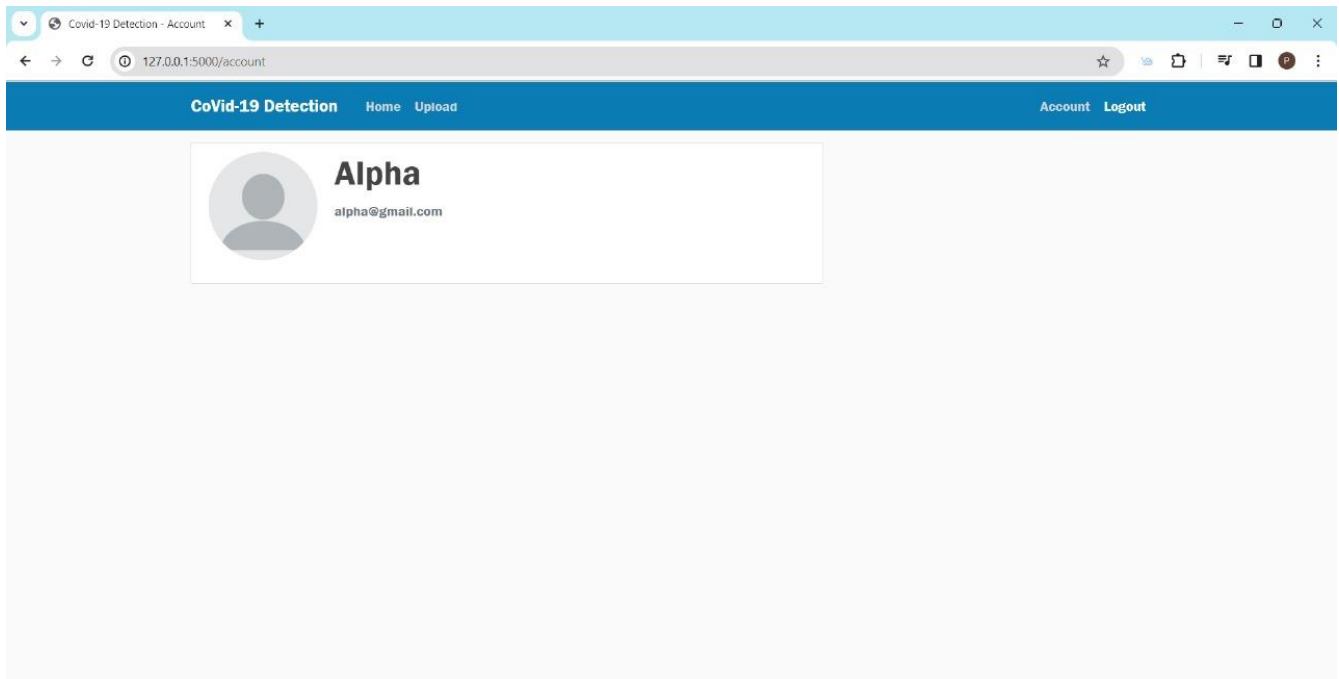 Covid-19 Detection - Account
127.0.0.1:5000/account
P
CoVid-19 Detection Home Upload Account Logout
Alpha
alpha@gmail.com